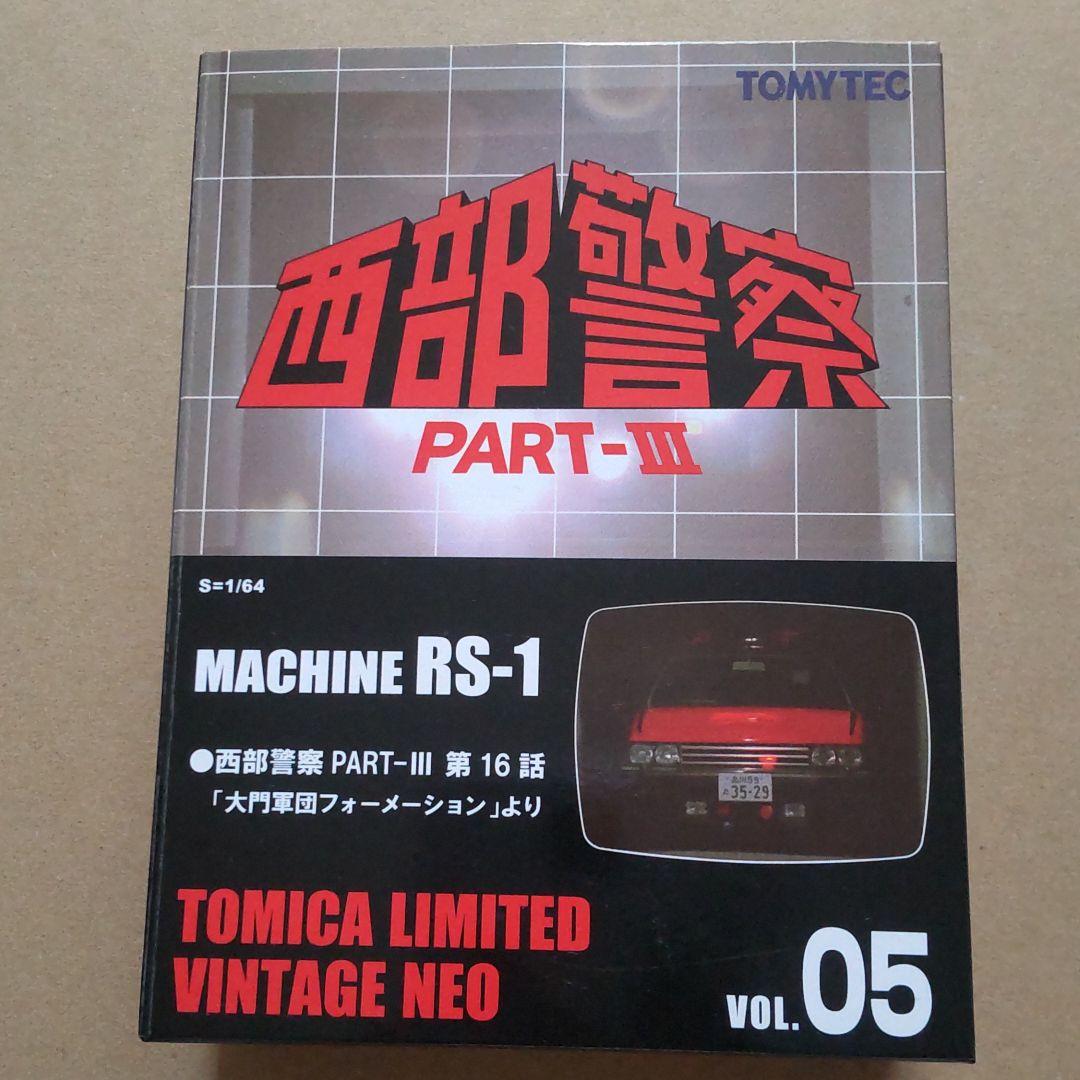 TOMYTEC
西部警察
PART-III
S=1/64
MACHINE RS-1
●西部警察 PART-III 第16話
「大門軍団フォーメーション」より
35-29
TOMICA LIMITED
VINTAGE NEO
VOL. 05